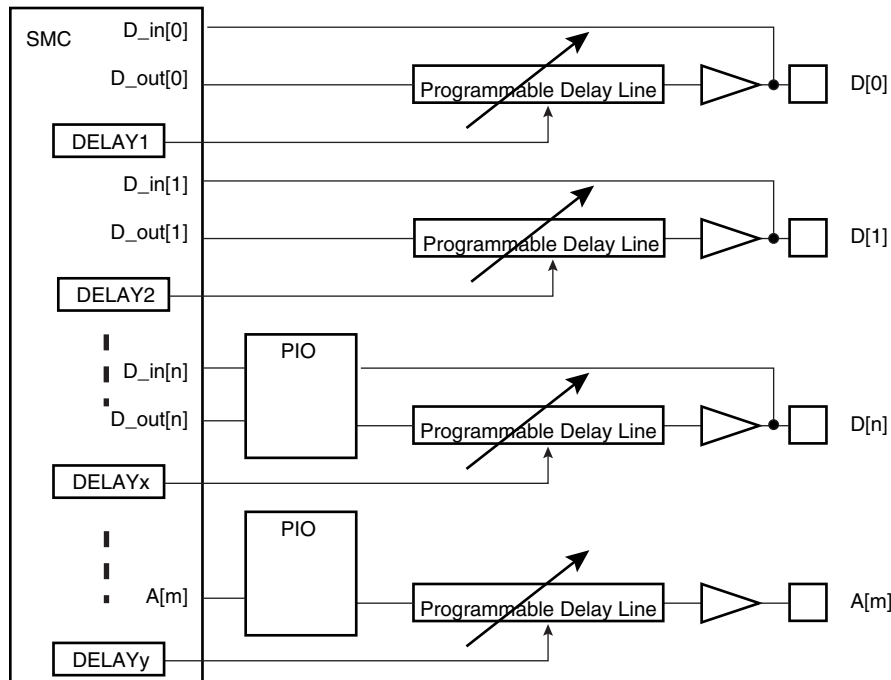 SMC
D_in[0]
D_out[0]
Programmable Delay Line
D[0]
DELAY1
D_in[1]
D_out[1]
Programmable Delay Line
D[1]
DELAY2
PIO
D_in[n]
D_out[n]
Programmable Delay Line
D[n]
DELAYx
PIO
A[m]
Programmable Delay Line
A[m]
DELAYy